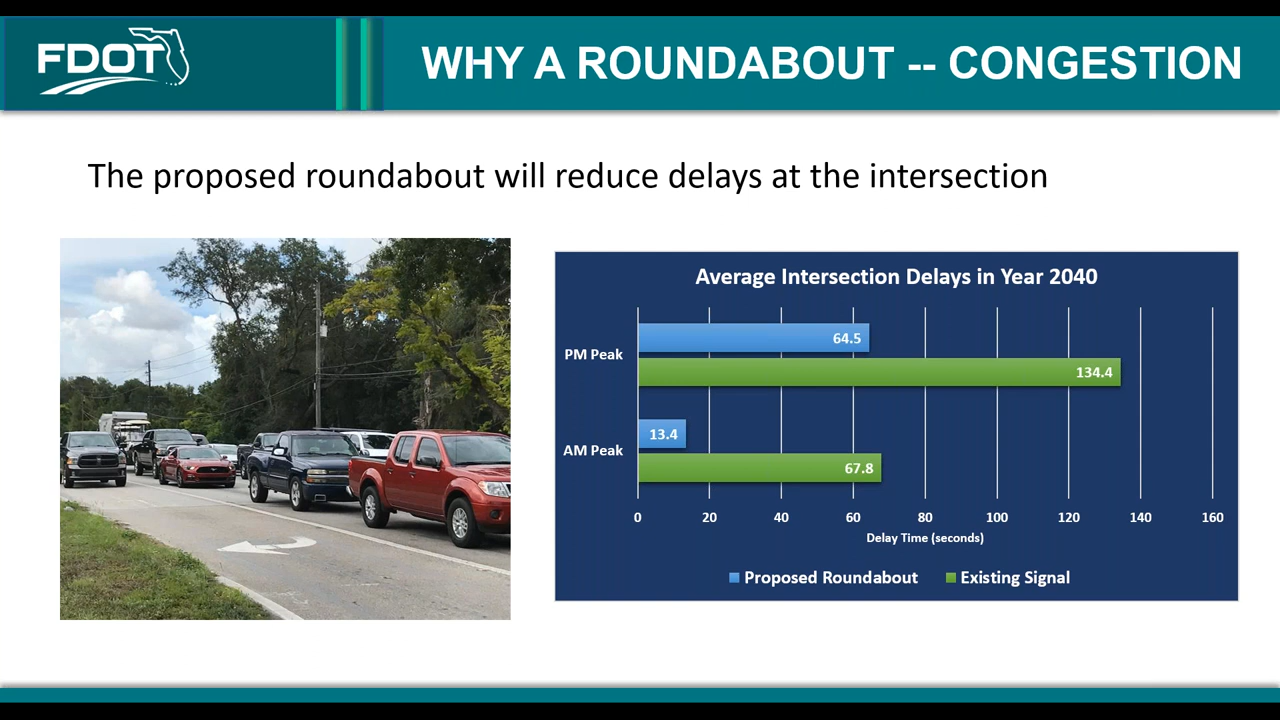 FDOT
WHY A ROUNDABOUT -- CONGESTION
The proposed roundabout will reduce delays at the intersection
Average Intersection Delays in Year 2040
PM Peak
64.5
134.4
AM Peak
13.4
67.8
0 20 40 60 80 100 120 140 160
Delay Time (seconds)
Proposed Roundabout Existing Signal